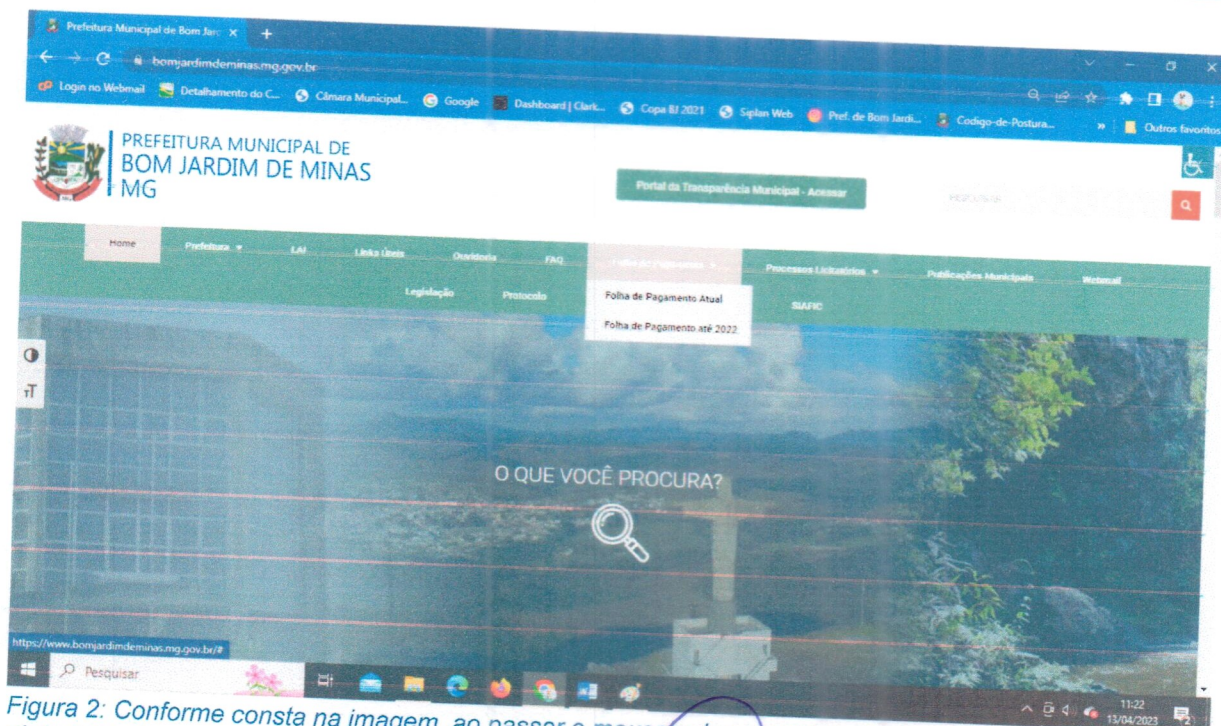 Prefeitura Municipal de Bom Jarc × +
bomjardimdeminas.mg.gov.br
Login no Webmail Detalhamento do C... Câmara Municipal... Google Dashboard | Clark... Copa BJ 2021 Siplan Web Pref. de Bom Jardi... Codigo-de-Postura... » Outros favoritos
PREFEITURA MUNICIPAL DE
BOM JARDIM DE MINAS
MG
Portal da Transparência Municipal - Acessar
Home Prefeitura LAI Links Úteis Ouvidoria FAQ Folha de Pagamento Processos Licitatórios Publicações Municipais Webmail
Legislação Protocolo SIAFIC
Folha de Pagamento Atual
Folha de Pagamento até 2022
O QUE VOCÊ PROCURA?
https://www.bomjardimdeminas.mg.gov.br/#
Pesquisar
11:22
13/04/2023
Figura 2: Conforme consta na imagem, ao passar o